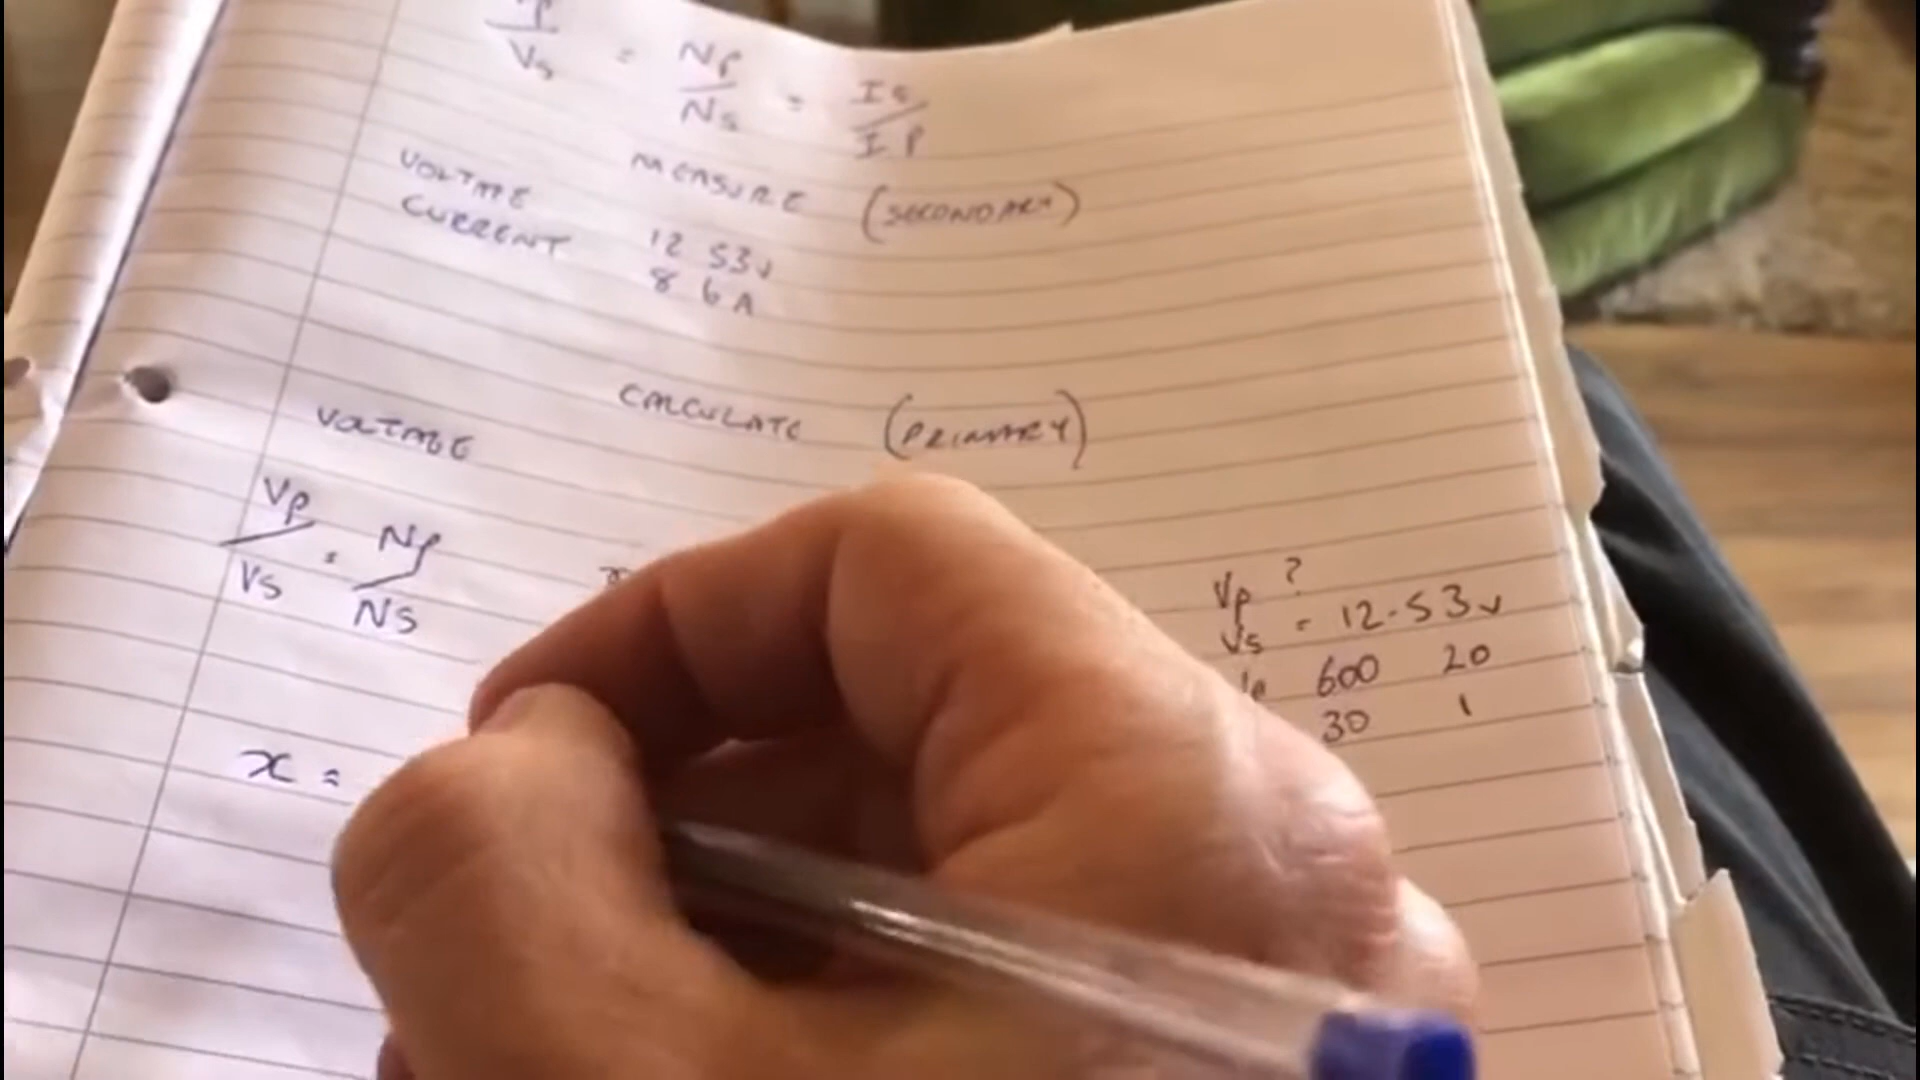 Vs = Np/Ns = Is/Ip
MEASURE (SECONDARY)
VOLTAGE 12 53v
CURRENT 8 6A
CALCULATE (PRIMARY)
VOLTAGE
Vp/Vs = Np/Ns
Vp ?
Vs = 12.53v
600 20
30 1
x =